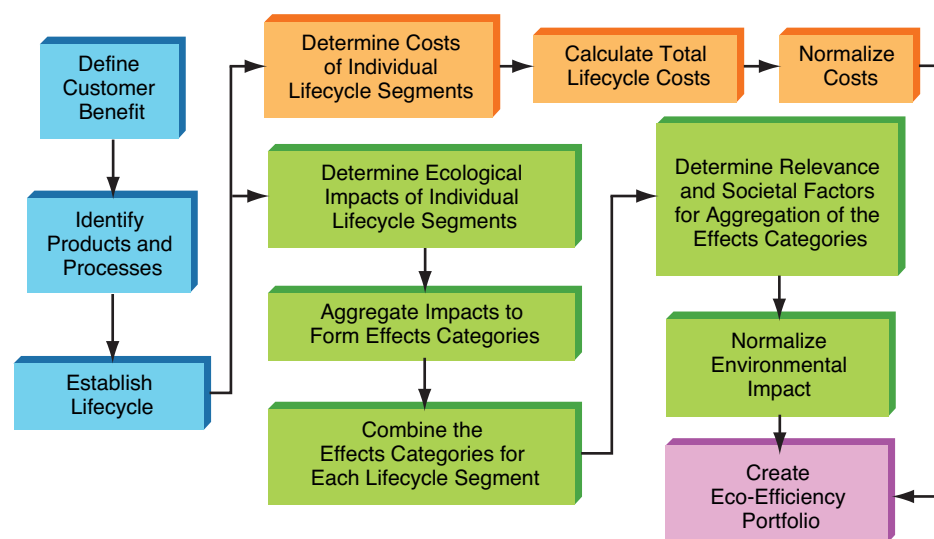 Define
Customer
Benefit
Identify
Products and
Processes
Establish
Lifecycle
Determine Costs
of Individual
Lifecycle Segments
Calculate Total
Lifecycle Costs
Normalize
Costs
Determine Ecological
Impacts of Individual
Lifecycle Segments
Aggregate Impacts to
Form Effects Categories
Combine the
Effects Categories for
Each Lifecycle Segment
Determine Relevance
and Societal Factors
for Aggregation of the
Effects Categories
Normalize
Environmental
Impact
Create
Eco-Efficiency
Portfolio